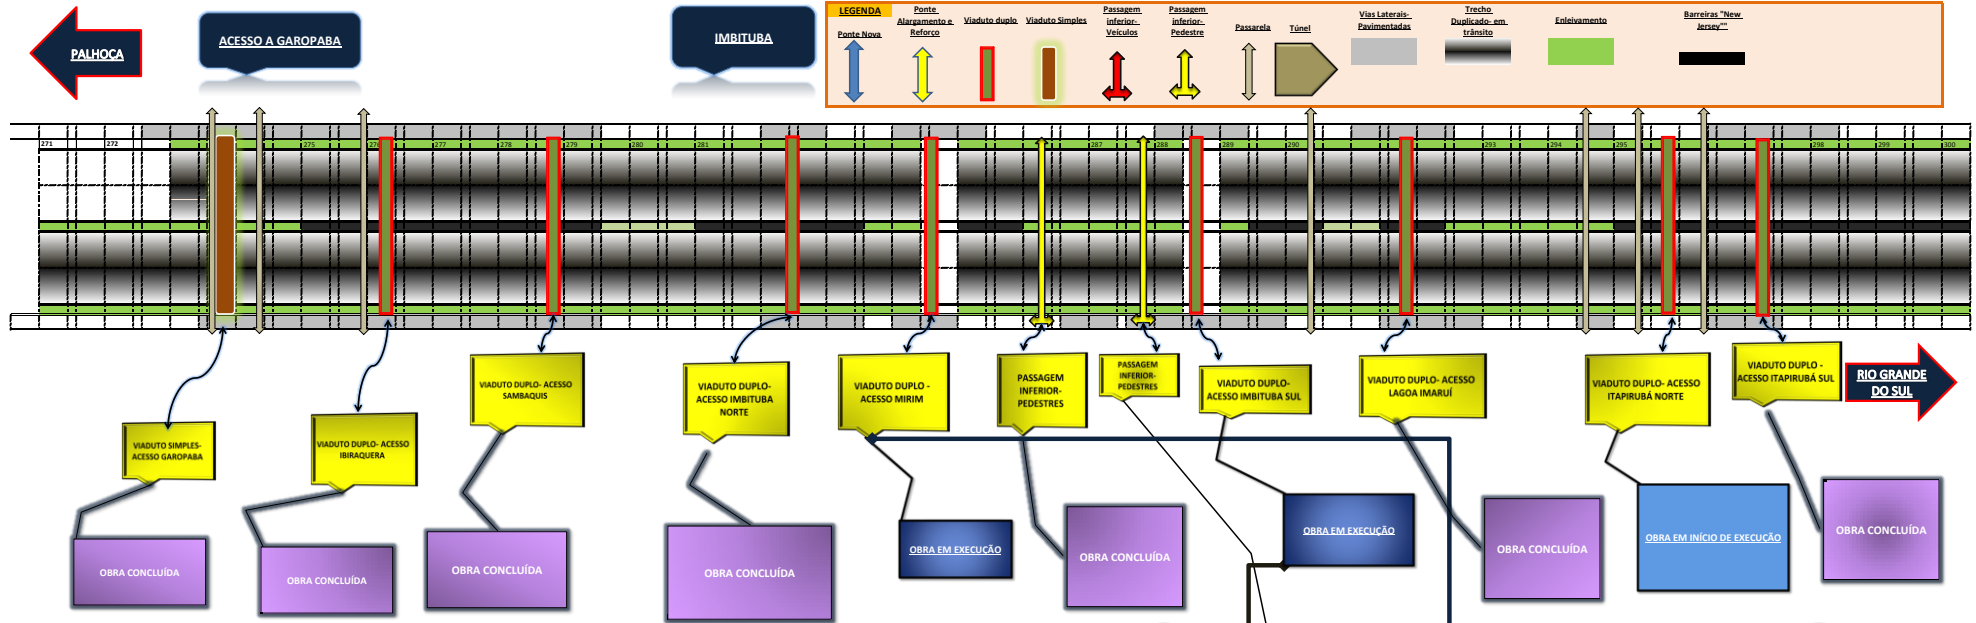 PALHOÇA
ACESSO A GAROPABA
IMBITUBA
LEGENDA
Ponte Nova
Ponte
Alargamento e
Reforço
Viaduto duplo
Viaduto Simples
Passagem
inferior-
Veículos
Passagem
inferior-
Pedestre
Passarela
Túnel
Vias Laterais-
Pavimentadas
Trecho
Duplicado- em
trânsito
Enleivamento
Barreiras "New
Jersey""
271
272
275
276
277
278
279
280
281
287
288
289
290
293
294
295
298
299
300
VIADUTO SIMPLES-
ACESSO GAROPABA
VIADUTO DUPLO- ACESSO
IBIRAQUERA
VIADUTO DUPLO- ACESSO
SAMBAQUIS
VIADUTO DUPLO-
ACESSO IMBITUBA
NORTE
VIADUTO DUPLO -
ACESSO MIRIM
PASSAGEM
INFERIOR-
PEDESTRES
PASSAGEM
INFERIOR-
PEDESTRES
VIADUTO DUPLO-
ACESSO IMBITUBA SUL
VIADUTO DUPLO- ACESSO
LAGOA IMARUÍ
VIADUTO DUPLO- ACESSO
ITAPIRUBÁ NORTE
VIADUTO DUPLO -
ACESSO ITAPIRUBÁ SUL
RIO GRANDE
DO SUL
OBRA CONCLUÍDA
OBRA CONCLUÍDA
OBRA CONCLUÍDA
OBRA CONCLUÍDA
OBRA EM EXECUÇÃO
OBRA CONCLUÍDA
OBRA EM EXECUÇÃO
OBRA CONCLUÍDA
OBRA EM INÍCIO DE EXECUÇÃO
OBRA CONCLUÍDA